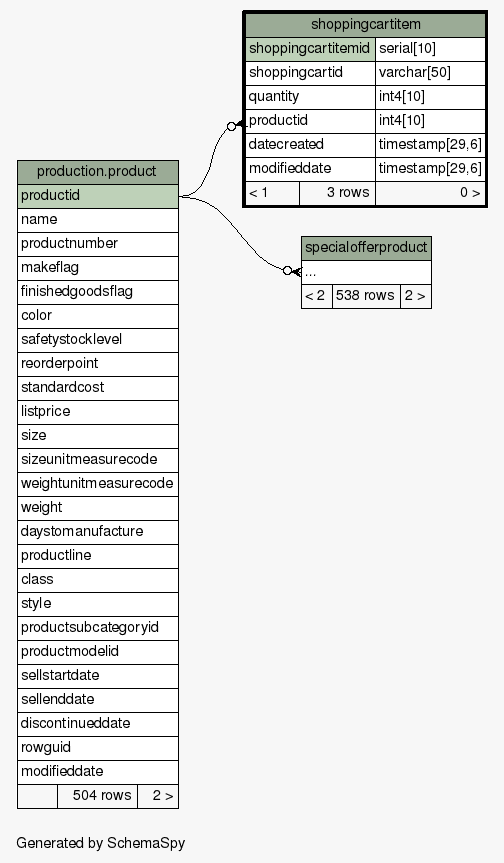 shoppingcartitem
shoppingcartitemid serial[10]
shoppingcartid varchar[50]
quantity int4[10]
productid int4[10]
datecreated timestamp[29,6]
modifieddate timestamp[29,6]
< 1 3 rows 0 >
production.product
productid
name
productnumber
makeflag
finishedgoodsflag
color
safetystocklevel
reorderpoint
standardcost
listprice
size
sizeunitmeasurecode
weightunitmeasurecode
weight
daystomanufacture
productline
class
style
productsubcategoryid
productmodelid
sellstartdate
sellenddate
discontinueddate
rowguid
modifieddate
504 rows 2 >
specialofferproduct
...
< 2 538 rows 2 >
Generated by SchemaSpy